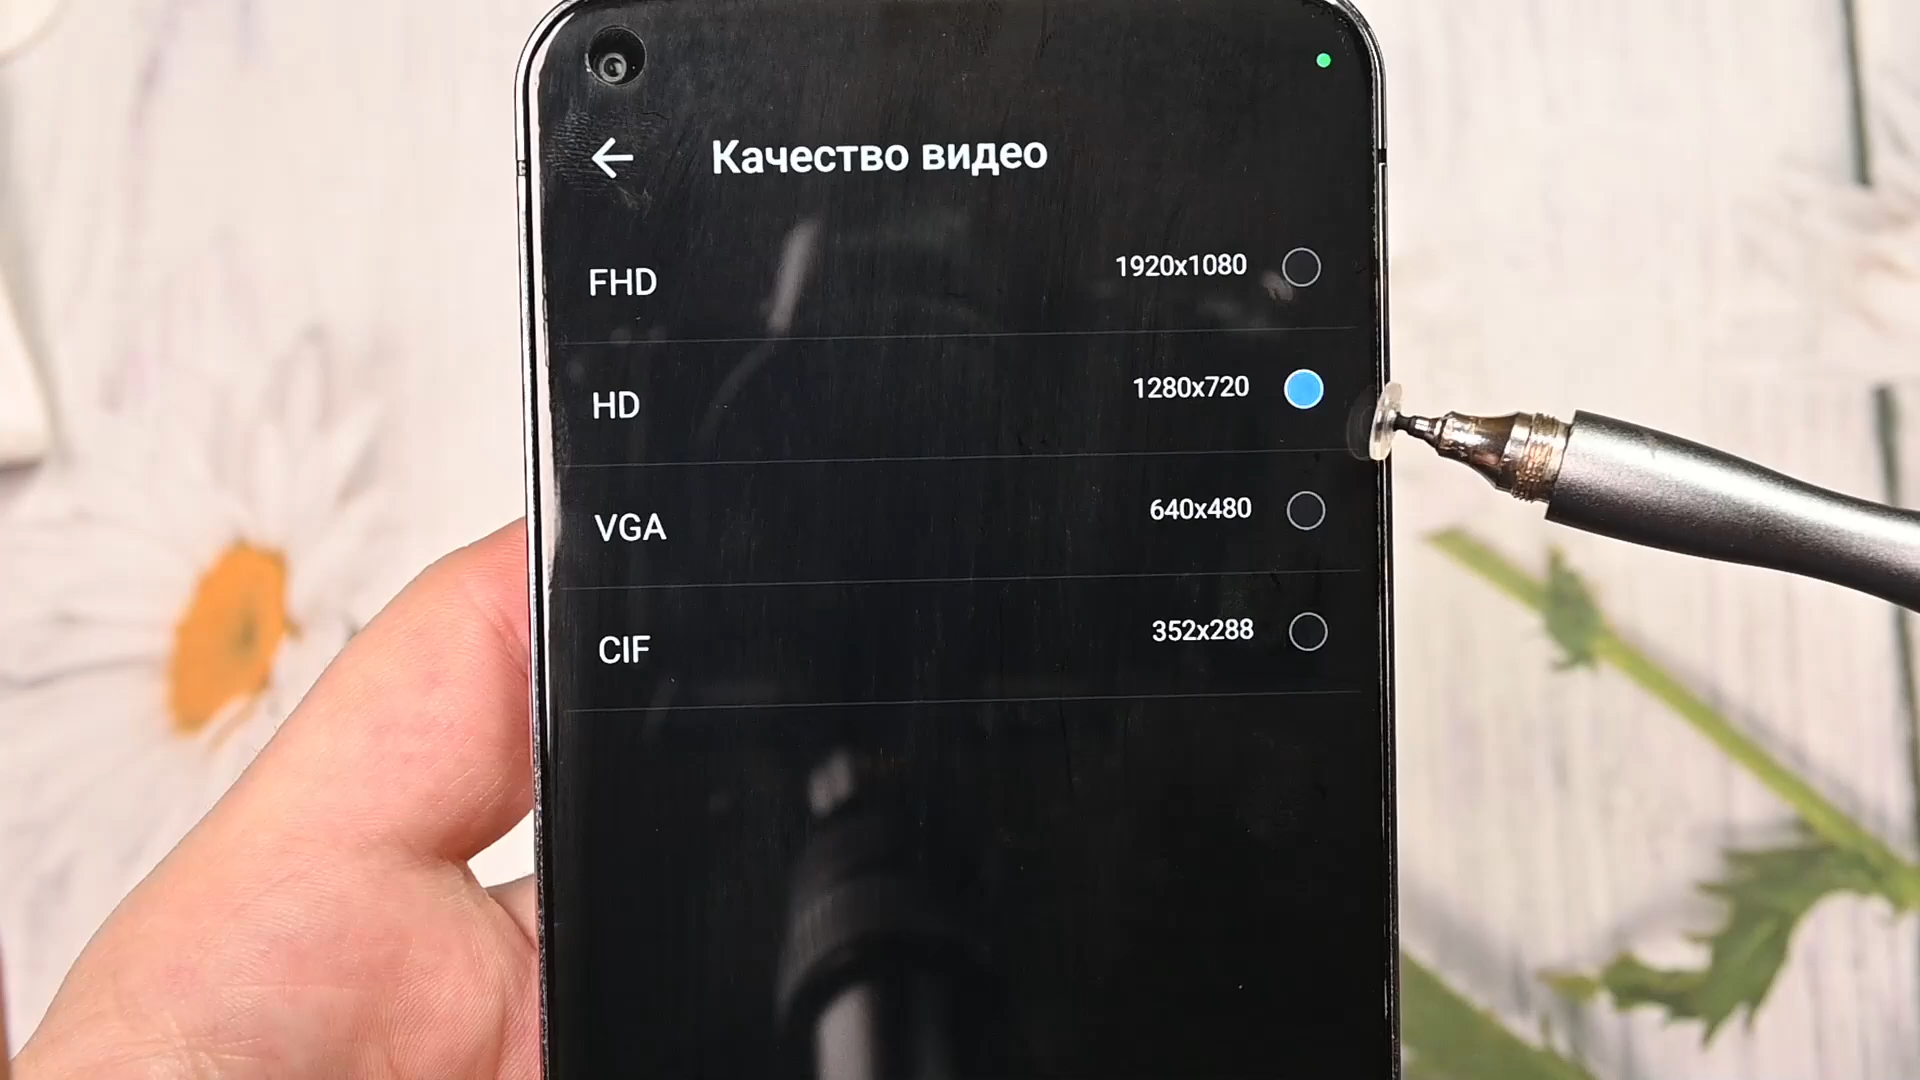 Качество видео
FHD 1920x1080
HD 1280x720
VGA 640x480
CIF 352x288